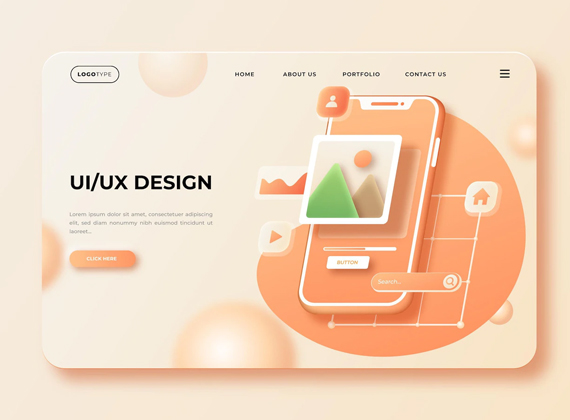 LOGOTYPE
HOME ABOUT US PORTFOLIO CONTACT US
UI/UX DESIGN
Lorem ipsum dolor sit amet, consectetuer adipiscing
elit, sed diam nonummy nibh euismod tincidunt ut
laoreet...
CLICK HERE
BUTTON
Search...